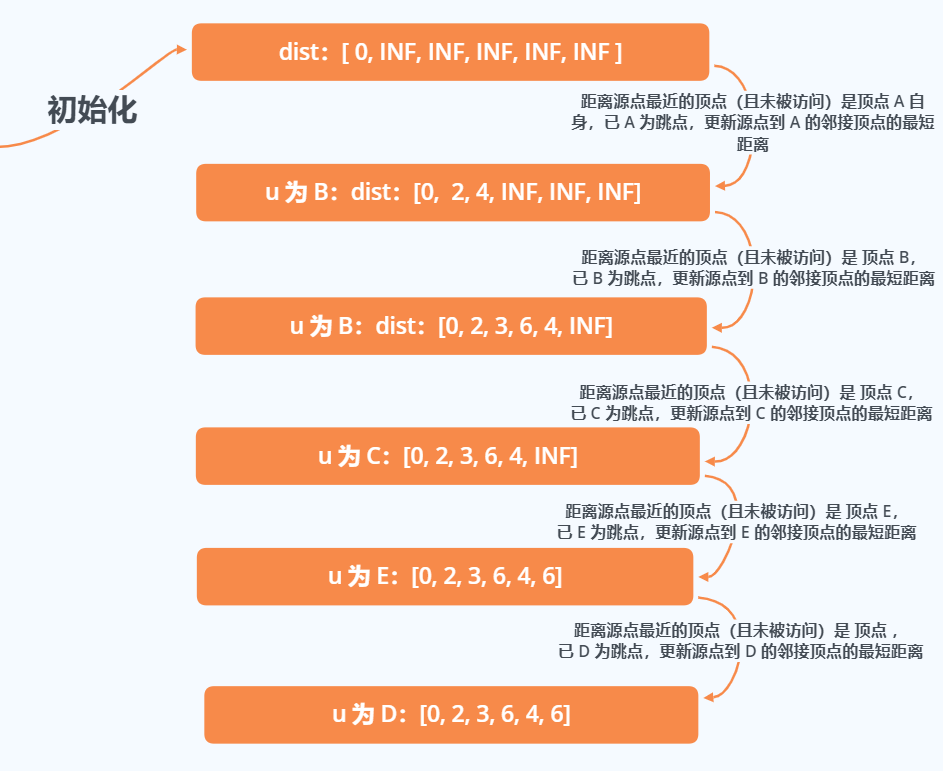 初始化
dist：[ 0, INF, INF, INF, INF, INF ]
距离源点最近的顶点（且未被访问）是顶点 A 自
身，已 A 为跳点，更新源点到 A 的邻接顶点的最短
距离
u 为 B：dist：[0,  2, 4, INF, INF, INF]
距离源点最近的顶点（且未被访问）是 顶点 B，
已 B 为跳点，更新源点到 B 的邻接顶点的最短距离
u 为 B：dist：[0, 2, 3, 6, 4, INF]
距离源点最近的顶点（且未被访问）是 顶点 C，
已 C 为跳点，更新源点到 C 的邻接顶点的最短距离
u 为 C：[0, 2, 3, 6, 4, INF]
距离源点最近的顶点（且未被访问）是 顶点 E，
已 E 为跳点，更新源点到 E 的邻接顶点的最短距离
u 为 E：[0, 2, 3, 6, 4, 6]
距离源点最近的顶点（且未被访问）是 顶点 ，
已 D 为跳点，更新源点到 D 的邻接顶点的最短距离
u 为 D：[0, 2, 3, 6, 4, 6]